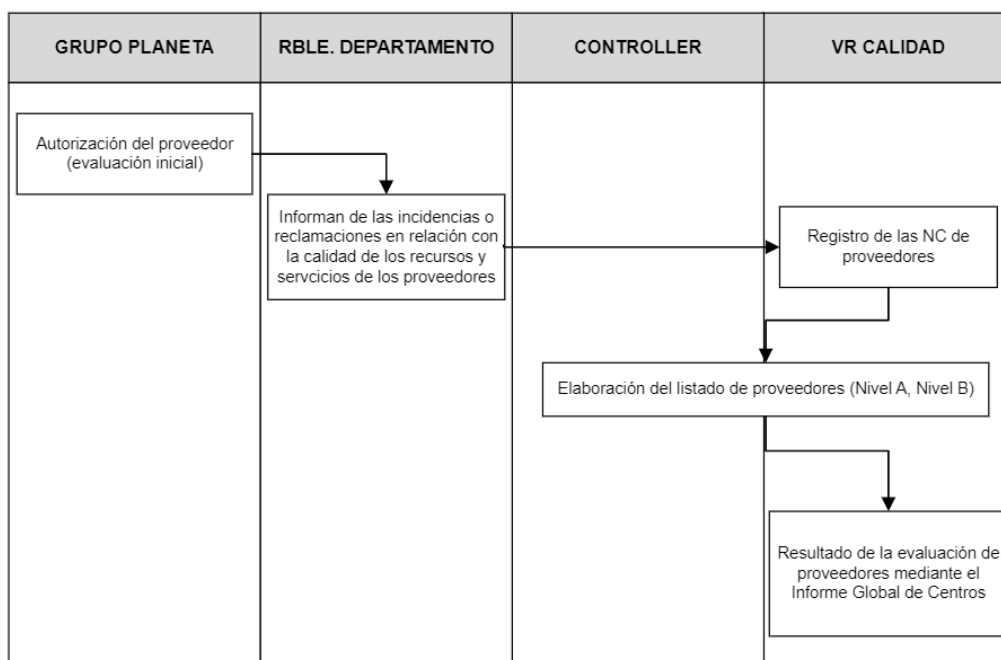 GRUPO PLANETA
RBLE. DEPARTAMENTO
CONTROLLER
VR CALIDAD
Autorización del proveedor
(evaluación inicial)
Informan de las incidencias o
reclamaciones en relación con
la calidad de los recursos y
servcicios de los proveedores
Registro de las NC de
proveedores
Elaboración del listado de proveedores (Nivel A, Nivel B)
Resultado de la evaluación de
proveedores mediante el
Informe Global de Centros